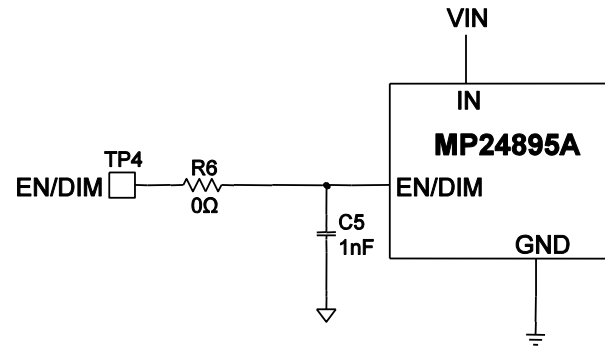 VIN
IN
MP24895A
TP4
EN/DIM
R6
0Ω
EN/DIM
C5
1nF
GND